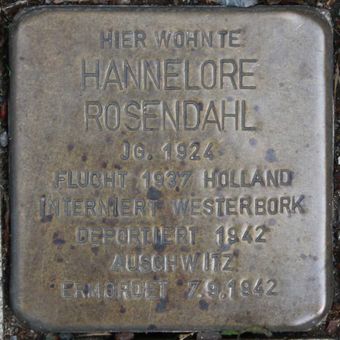 HIER WOHNTE
HANNELORE
ROSENDAHL
JG. 1924
FLUCHT 1937 HOLLAND
INTERNIERT WESTERBORK
DEPORTIERT 1942
AUSCHWITZ
ERMORDET 7.9.1942